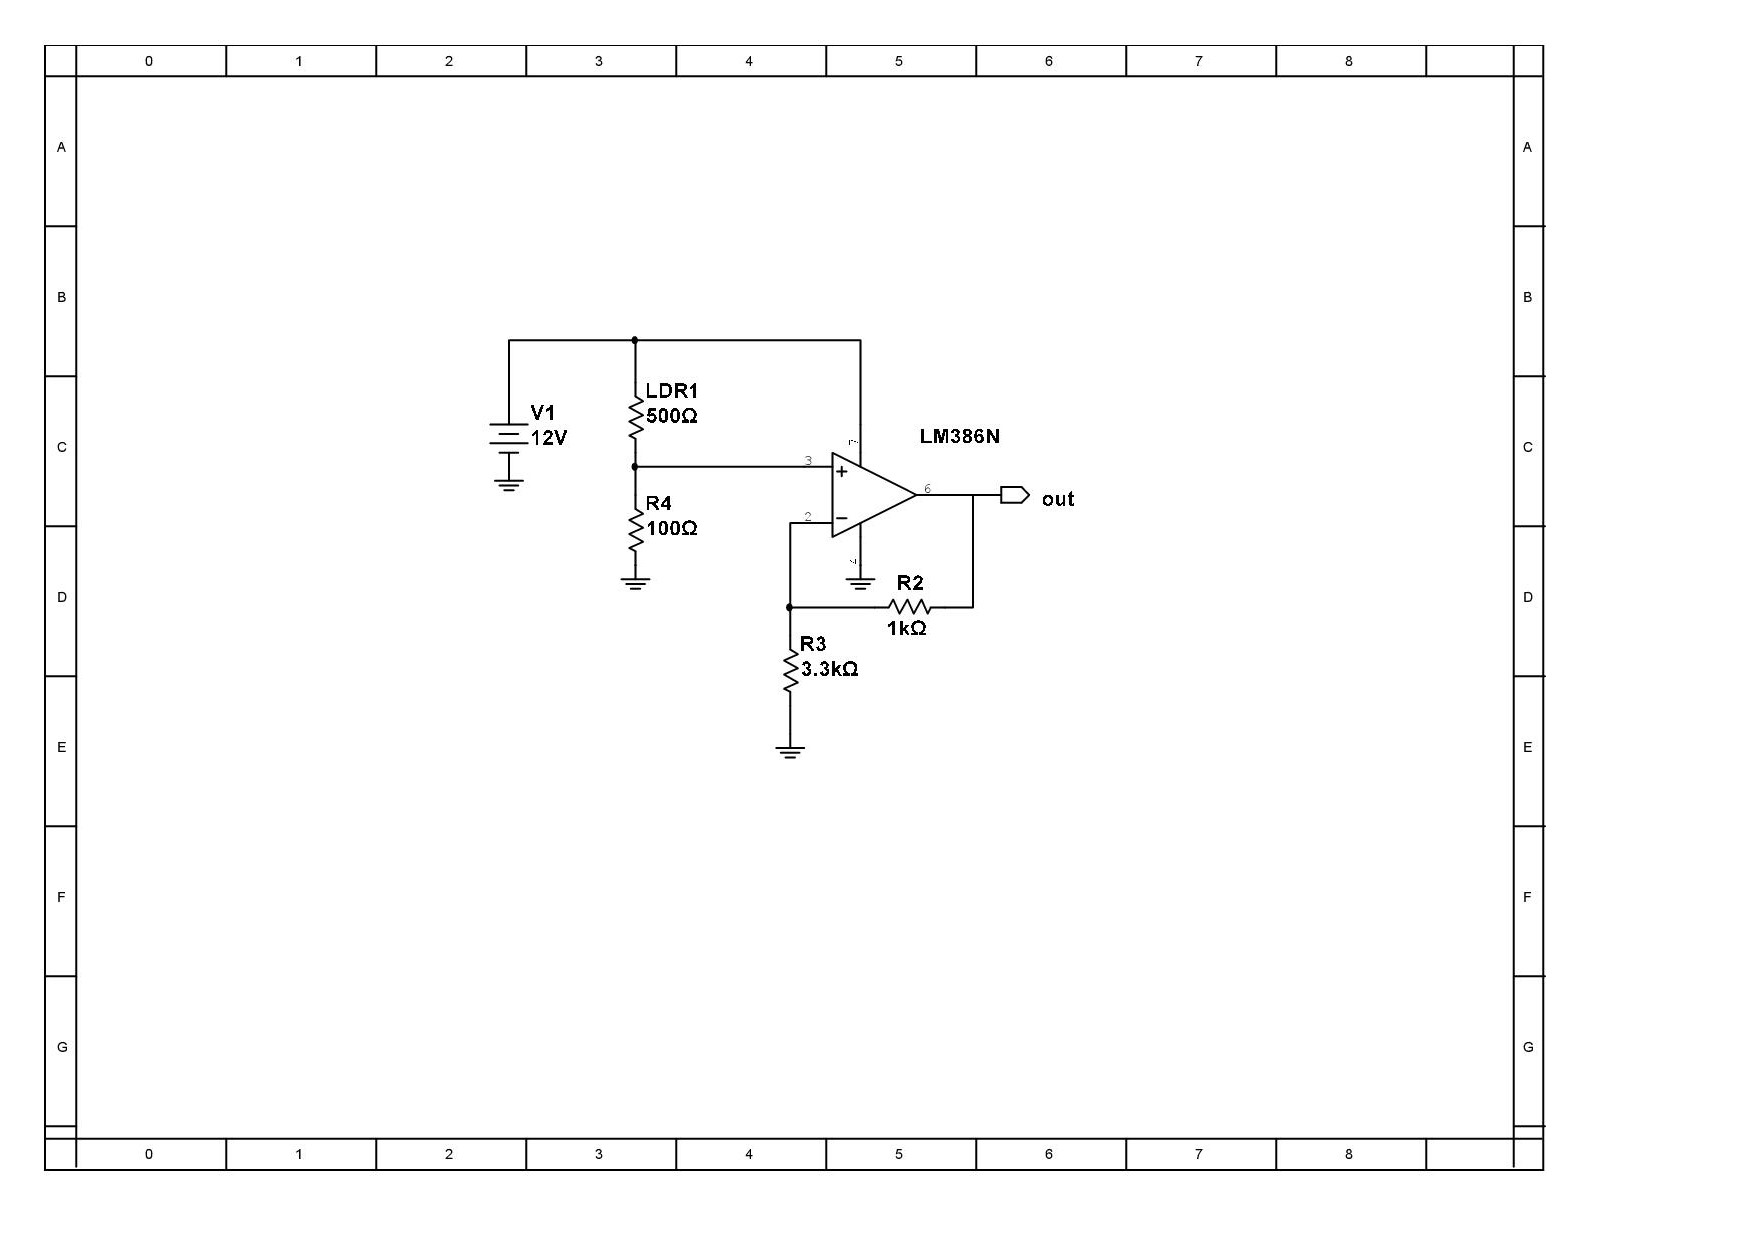 0 1 2 3 4 5 6 7 8
A A
B B
LDR1
500Ω
V1
12V
LM386N
7
C C
3
6
out
R4
100Ω
2
4
R2
1kΩ
D D
R3
3.3kΩ
E E
F F
G G
0 1 2 3 4 5 6 7 8